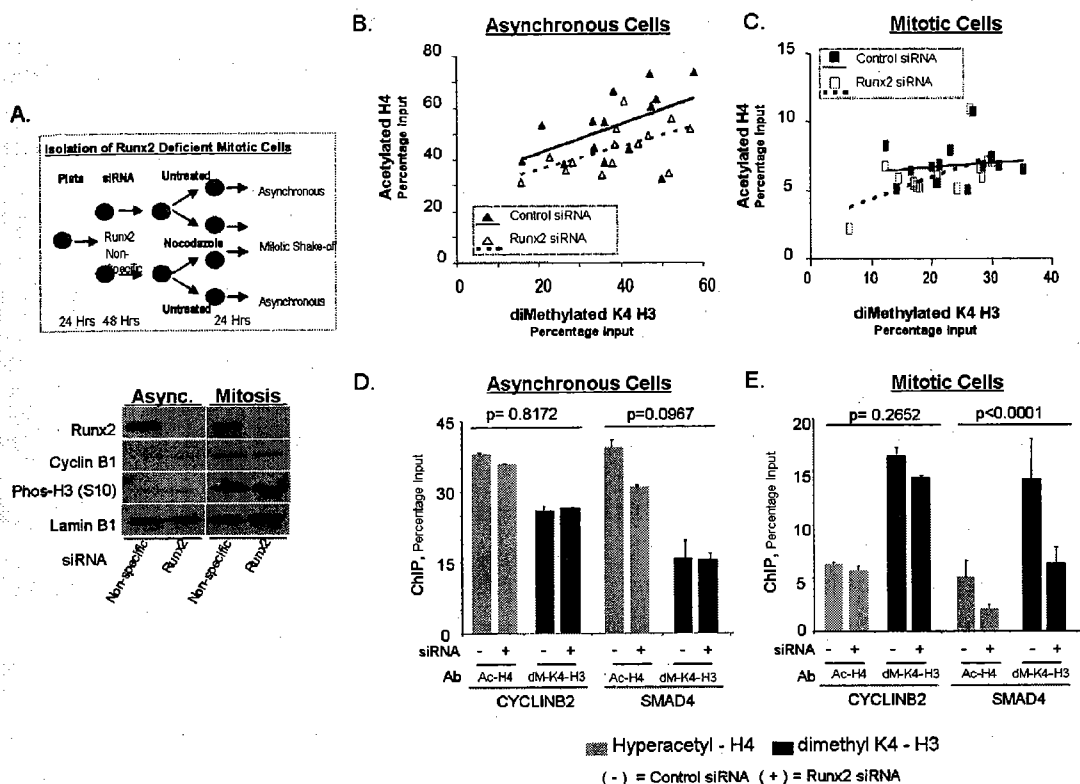 A.
Isolation of Runx2 Deficient Mitotic Cells
Plate siRNA Untreated
Asynchronous
Runx2
Non-
specific
Nocodazole
Mitotic Shake-off
Untreated
Asynchronous
24 Hrs 48 Hrs 24 Hrs
Async. Mitosis
Runx2
Cyclin B1
Phos-H3 (S10)
Lamin B1
siRNA
Non-specific
Runx2
Non-specific
Runx2
B.
Asynchronous Cells
Acetylated H4
Percentage Input
80
60
40
20
0
Control siRNA
Runx2 siRNA
0 20 40 60
diMethylated K4 H3
Percentage Input
C.
Mitotic Cells
Acetylated H4
Percentage Input
15
10
5
0
Control siRNA
Runx2 siRNA
0 10 20 30 40
diMethylated K4 H3
Percentage Input
D.
Asynchronous Cells
p= 0.8172 p=0.0967
ChIP, Percentage Input
45
30
15
0
siRNA - + - + - + - +
Ab Ac-H4 dM-K4-H3 Ac-H4 dM-K4-H3
CYCLINB2 SMAD4
E.
Mitotic Cells
p= 0.2652 p<0.0001
ChIP, Percentage Input
20
15
10
5
0
siRNA - + - + - + - +
Ab Ac-H4 dM-K4-H3 Ac-H4 dM-K4-H3
CYCLINB2 SMAD4
Hyperacetyl - H4 dimethyl K4 - H3
( - ) = Control siRNA ( + ) = Runx2 siRNA